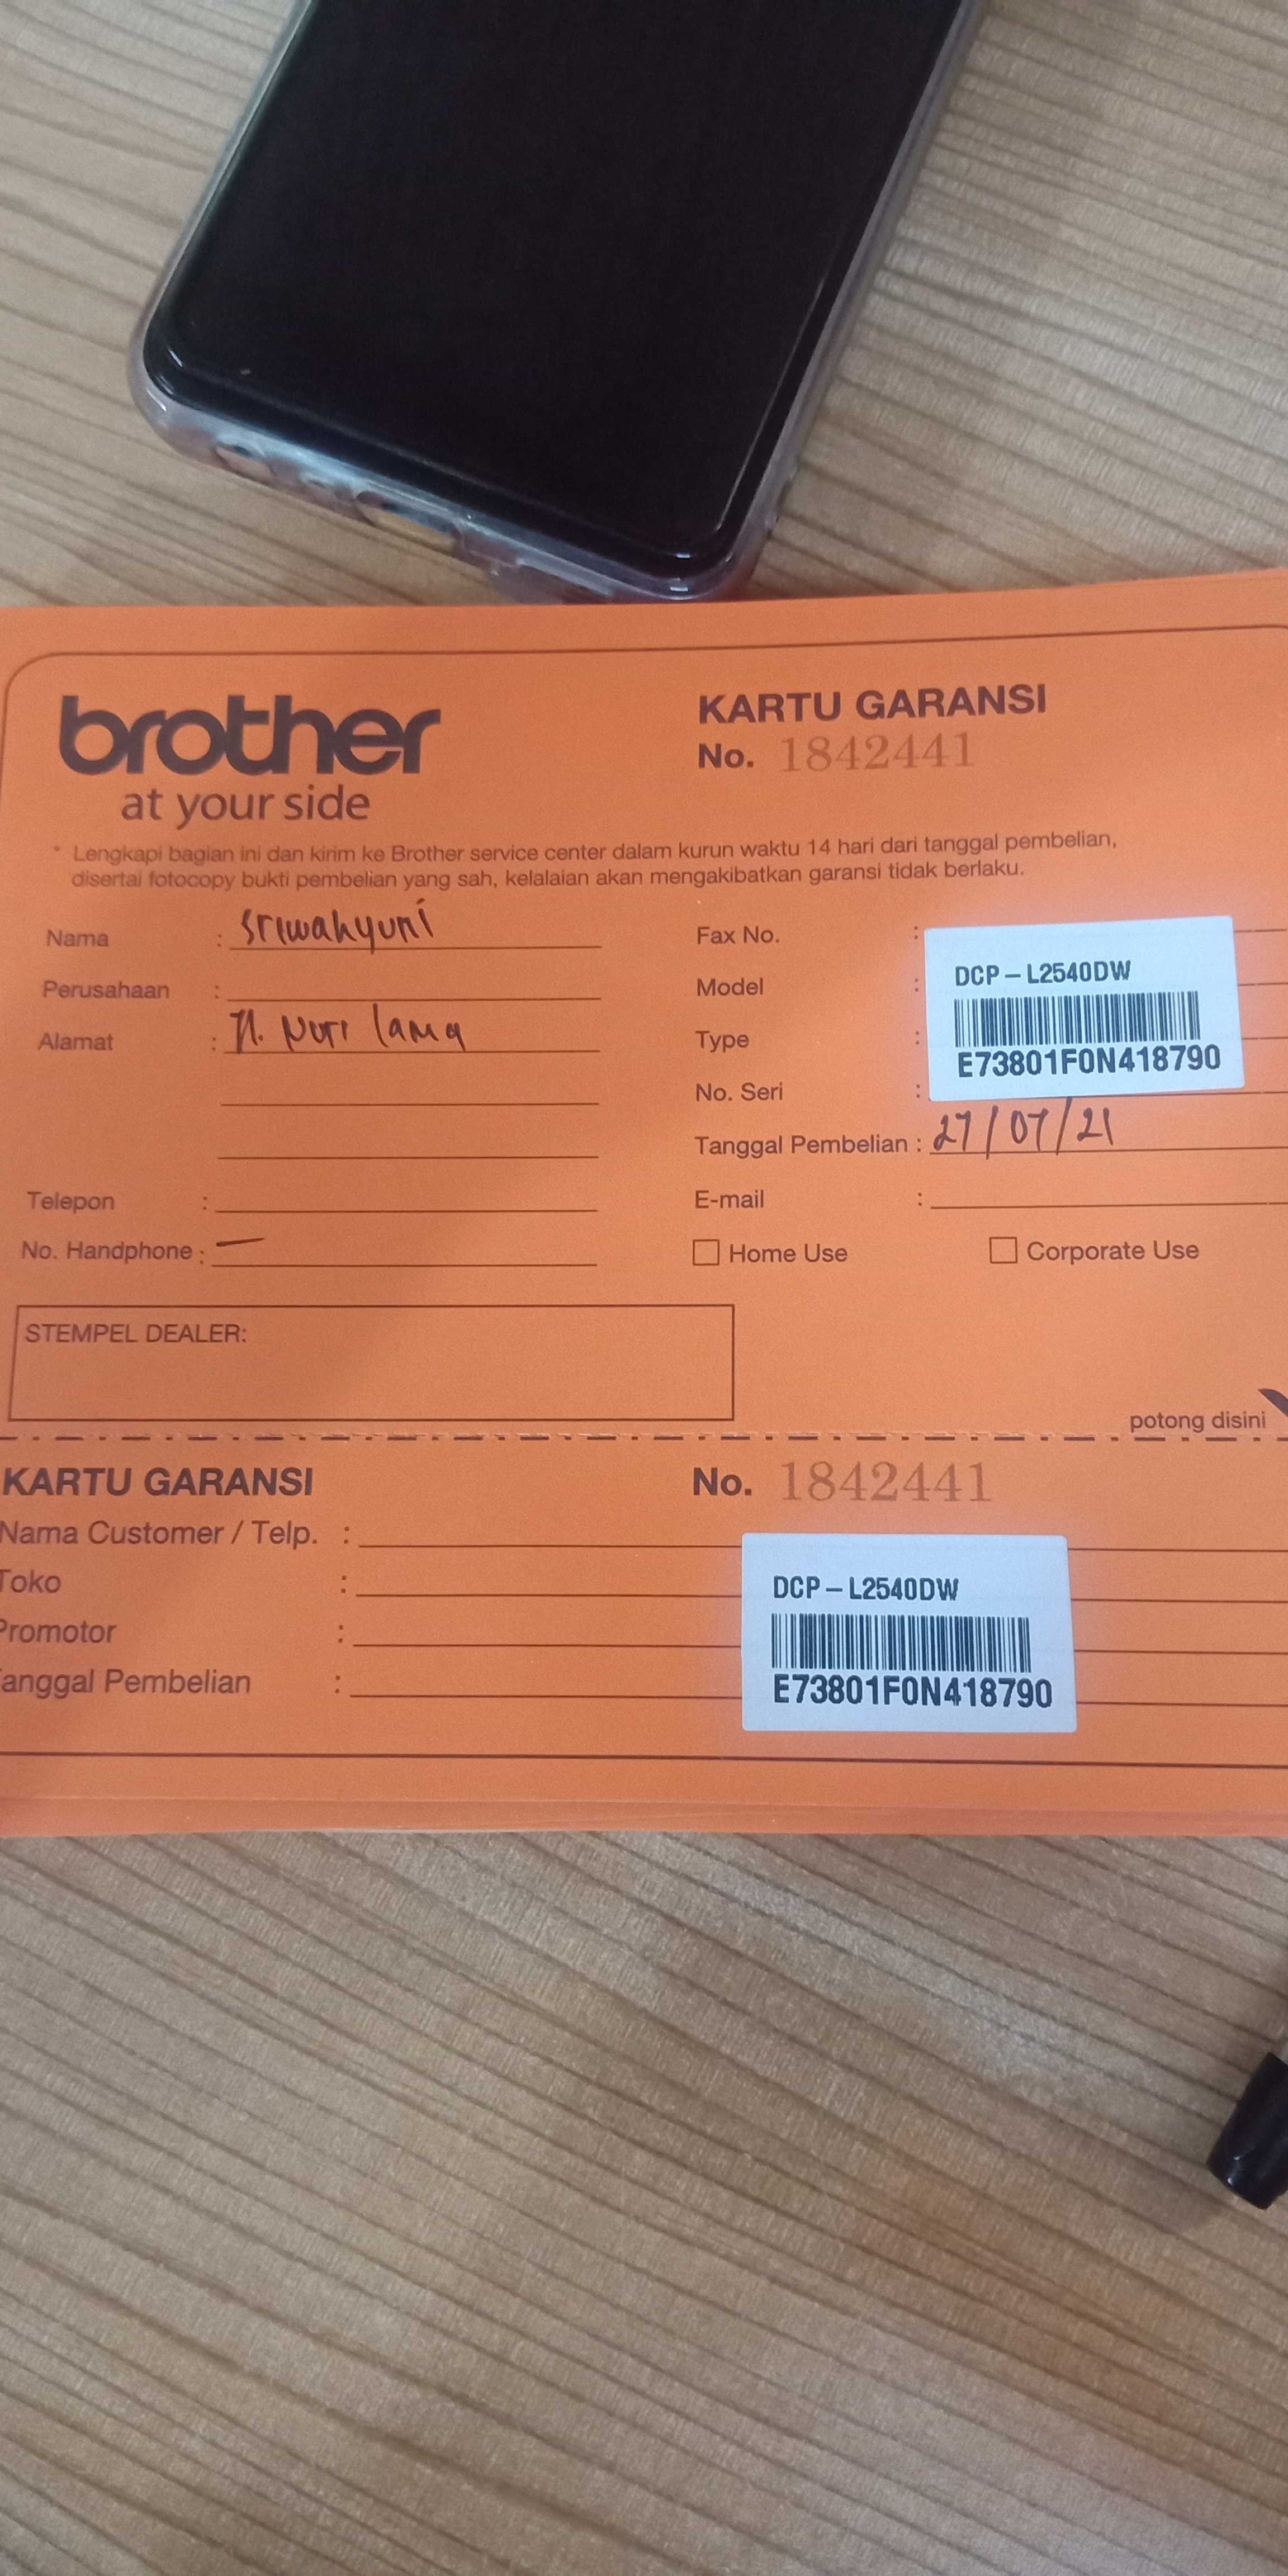 brother
at your side
KARTU GARANSI
No. 1842441
* Lengkapi bagian ini dan kirim ke Brother service center dalam kurun waktu 14 hari dari tanggal pembelian,
disertai fotocopy bukti pembelian yang sah, kelalaian akan mengakibatkan garansi tidak berlaku.
Nama : Sriwahyuni
Perusahaan :
Alamat : Jl. Nuri lama
Telepon :
No. Handphone : —
Fax No. :
Model :
Type :
No. Seri :
DCP-L2540DW
E73801F0N418790
Tanggal Pembelian : 27/07/21
E-mail :
Home Use Corporate Use
STEMPEL DEALER:
potong disini
KARTU GARANSI No. 1842441
Nama Customer / Telp. :
Toko :
Promotor :
anggal Pembelian :
DCP-L2540DW
E73801F0N418790